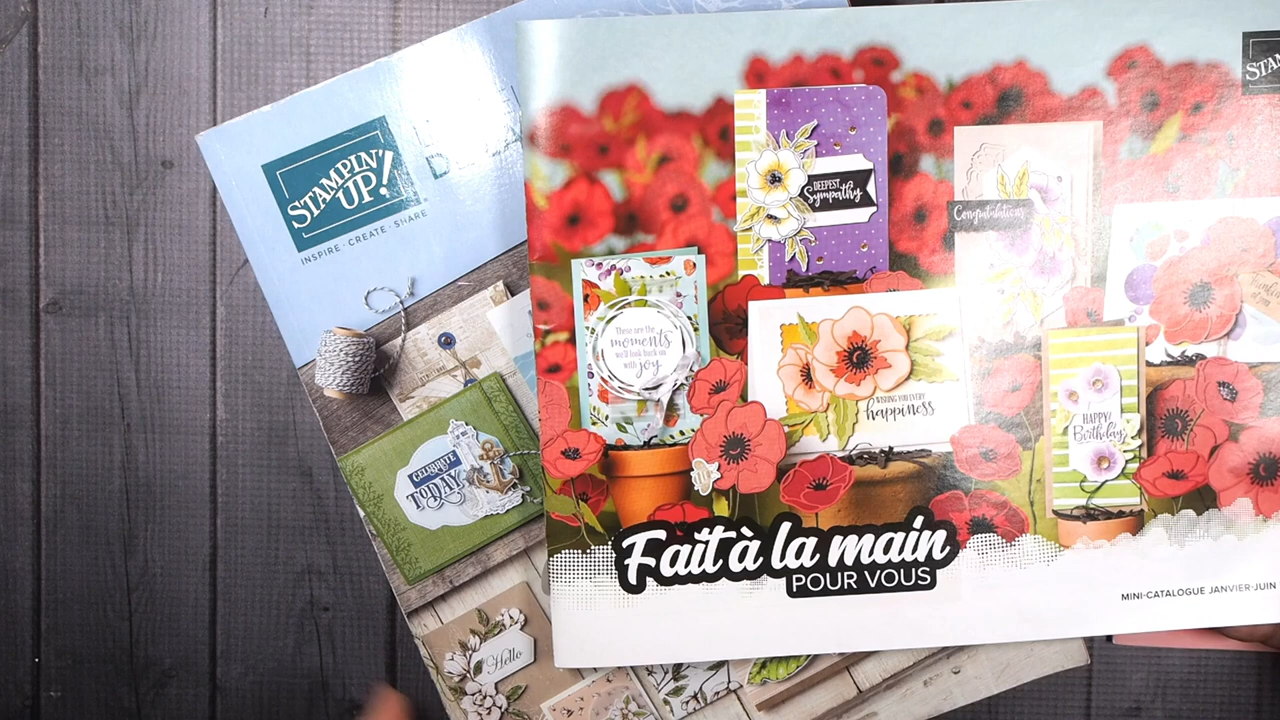 STAMPIN'
UP!
INSPIRE · CREATE · SHARE
CELEBRATE
TODAY
Hello
DEEPEST
Sympathy
Congratulations
These are the
moments
we'll look back on
with joy
WISHING YOU EVERY
happiness
HAPPY
Birthday
Fait à la main
POUR VOUS
MINI-CATALOGUE JANVIER-JUIN